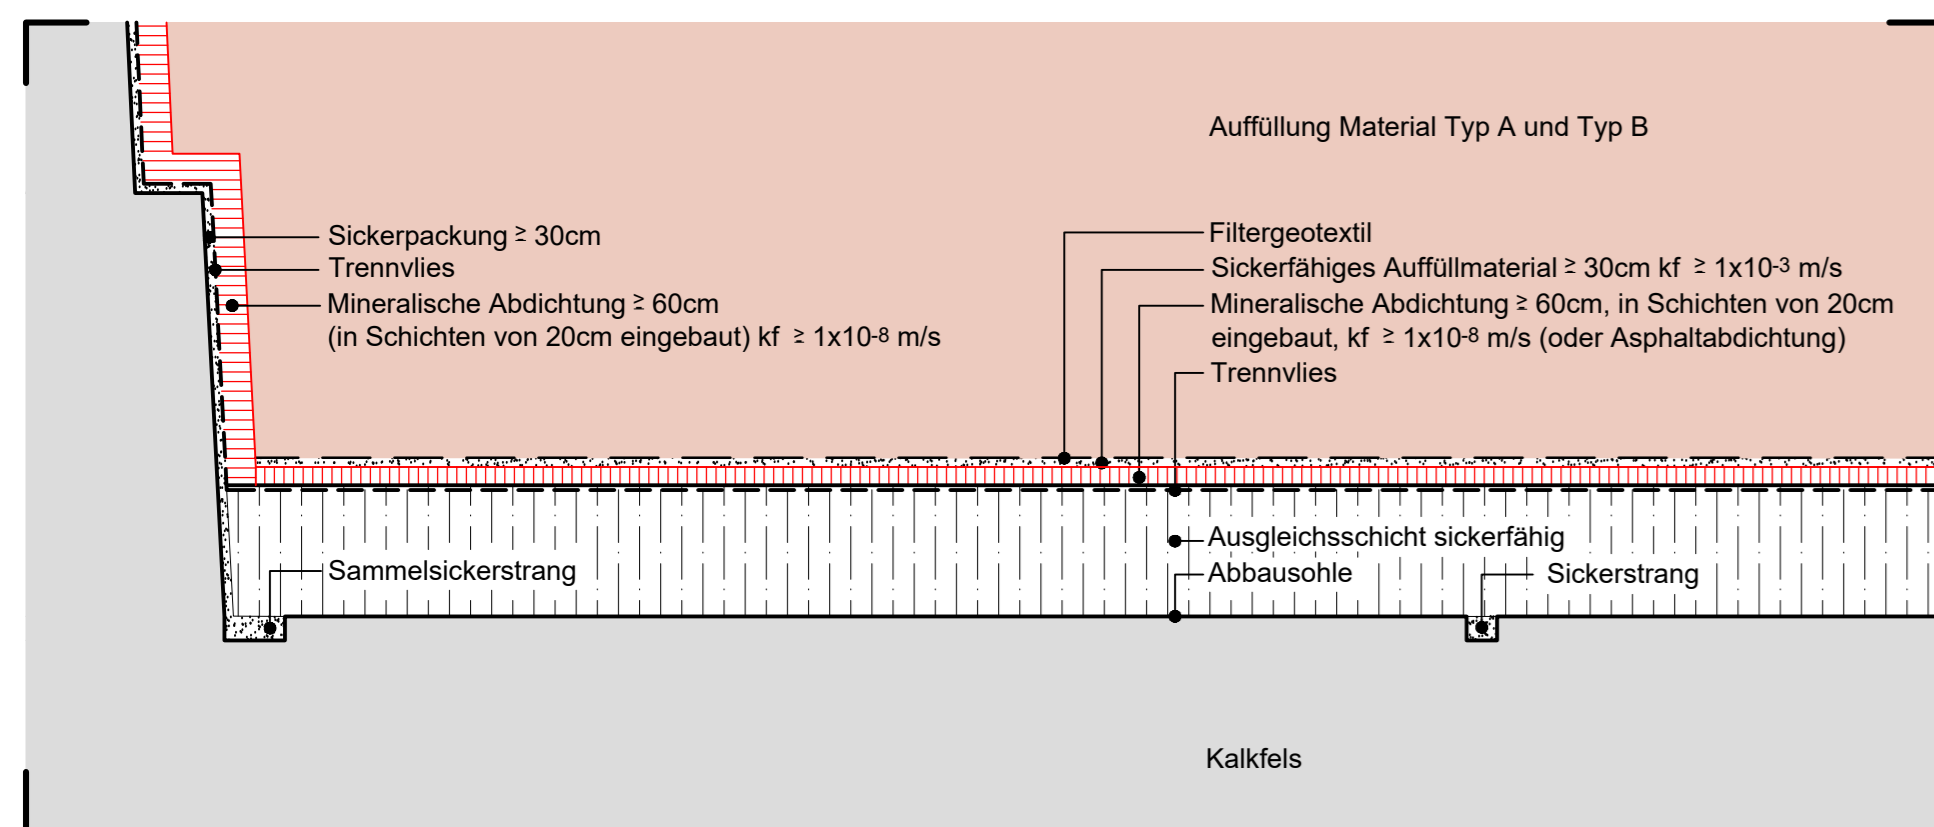 Auffüllung Material Typ A und Typ B
Sickerpackung ≥ 30cm
Trennvlies
Mineralische Abdichtung ≥ 60cm
(in Schichten von 20cm eingebaut) kf ≥ 1x10-8 m/s
Filtergeotextil
Sickerfähiges Auffüllmaterial ≥ 30cm kf ≥ 1x10-3 m/s
Mineralische Abdichtung ≥ 60cm, in Schichten von 20cm
eingebaut, kf ≥ 1x10-8 m/s (oder Asphaltabdichtung)
Trennvlies
Ausgleichsschicht sickerfähig
Sammelsickerstrang
Abbausohle
Sickerstrang
Kalkfels